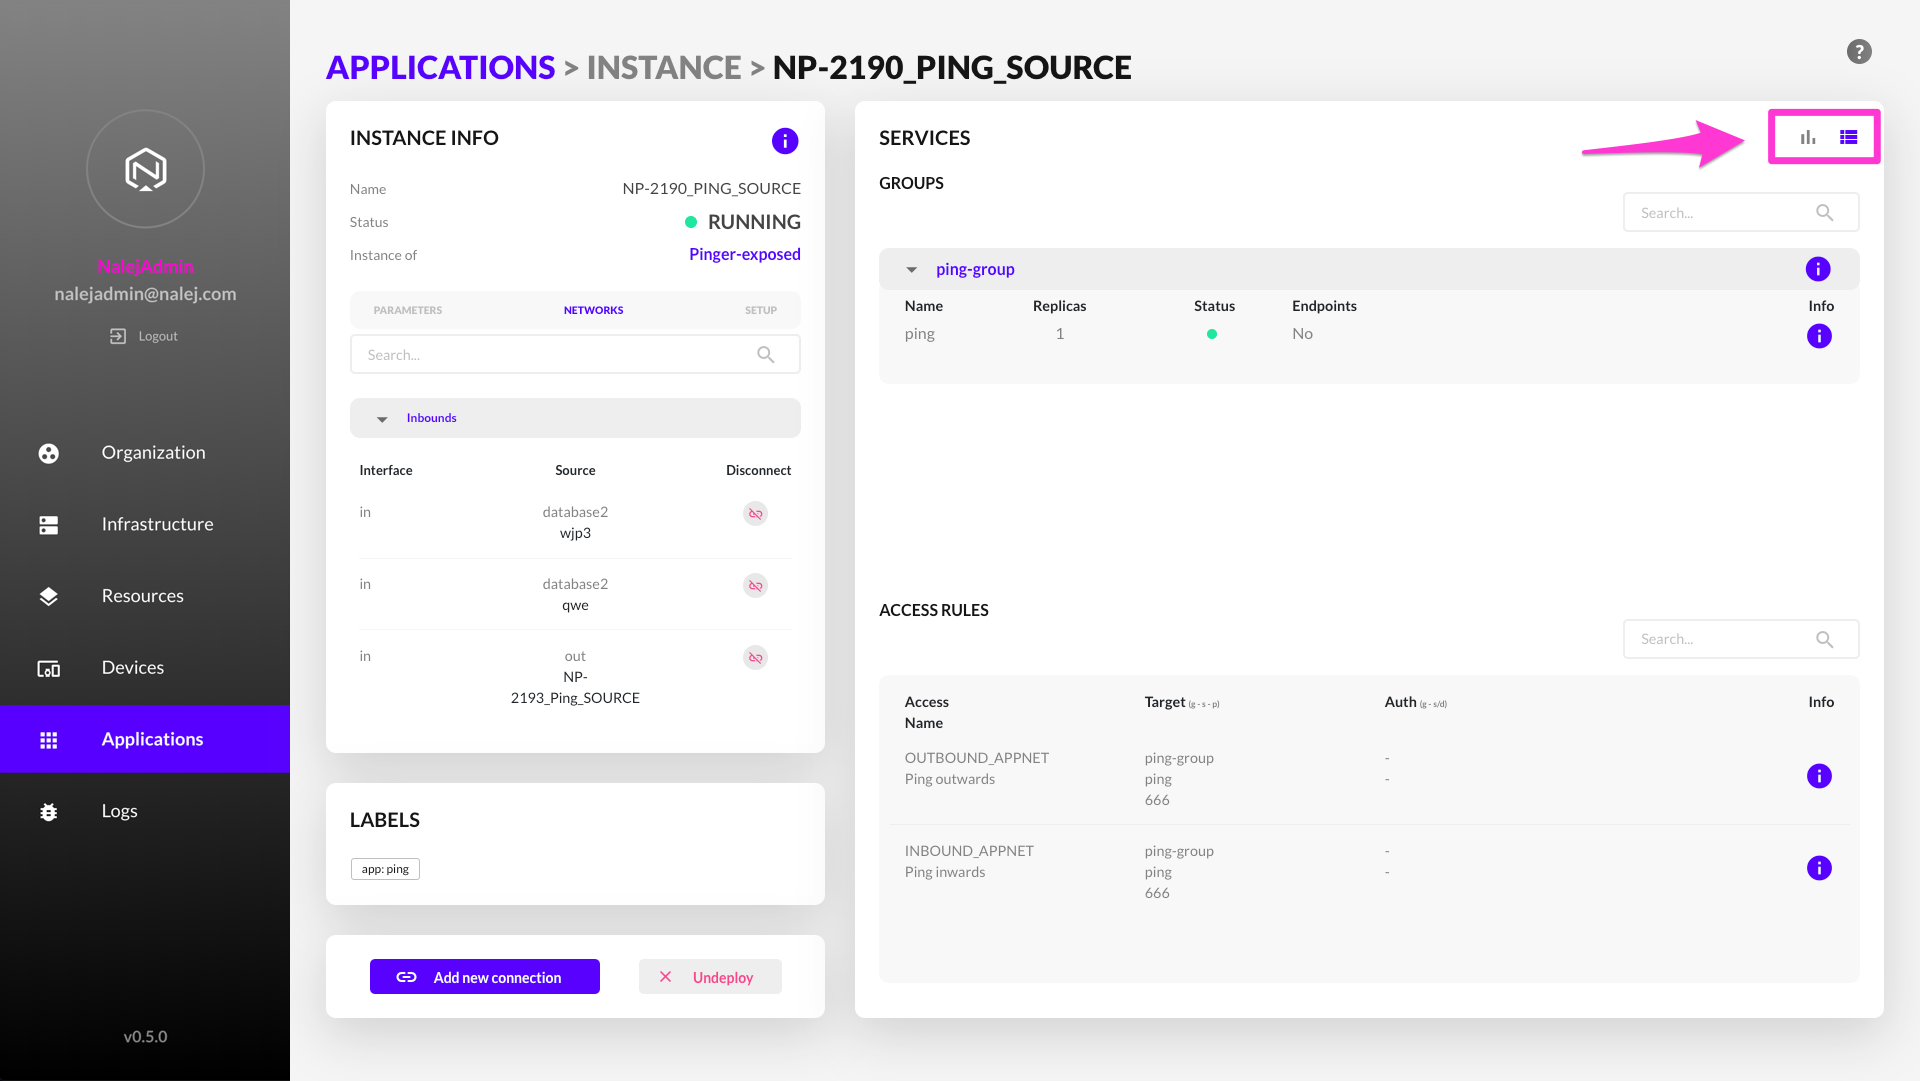 NalejAdmin
nalejadmin@nalej.com
Logout
Organization
Infrastructure
Resources
Devices
Applications
Logs
v0.5.0
APPLICATIONS > INSTANCE > NP-2190_PING_SOURCE
?
INSTANCE INFO
i
Name NP-2190_PING_SOURCE
Status RUNNING
Instance of Pinger-exposed
PARAMETERS NETWORKS SETUP
Search...
Inbounds
Interface Source Disconnect
in database2
wjp3
in database2
qwe
in out
NP-
2193_Ping_SOURCE
LABELS
app: ping
Add new connection Undeploy
SERVICES
GROUPS
Search...
ping-group i
Name Replicas Status Endpoints Info
ping 1 No i
ACCESS RULES
Search...
Access Target (g - s - p) Auth (g - s/d) Info
Name
OUTBOUND_APPNET ping-group -
Ping outwards ping - i
666
INBOUND_APPNET ping-group -
Ping inwards ping - i
666